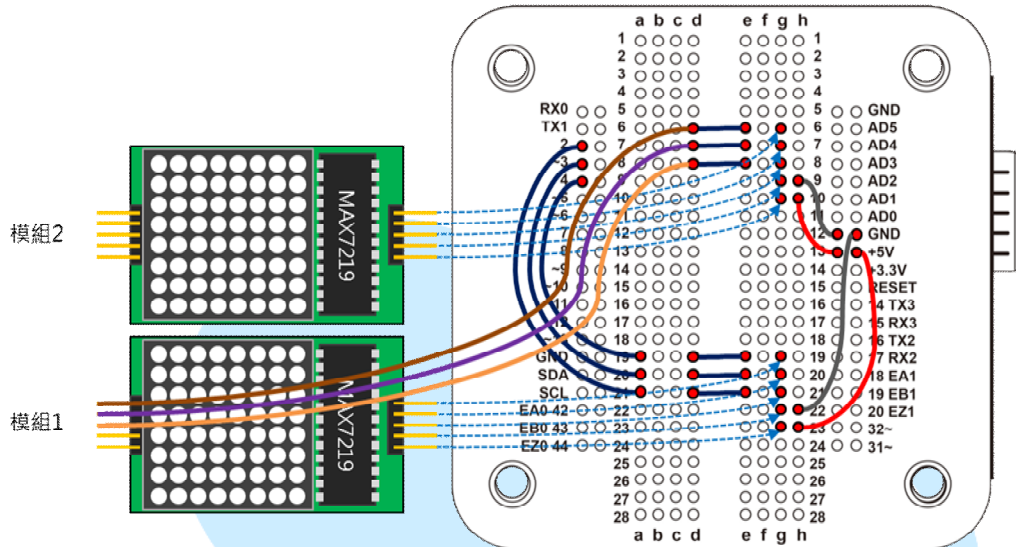 a b c d e f g h
1 1
2 2
3 3
4 4
RX0 5 5 GND
TX1 6 6 AD5
2 7 7 AD4
~3 8 8 AD3
4 9 9 AD2
~5 10 10 AD1
~6 11 11 AD0
7 12 12 GND
8 13 13 +5V
~9 14 14 +3.3V
~10 15 15 RESET
11 16 16 14 TX3
12 17 17 15 RX3
~ 18 18 16 TX2
GND 19 19 17 RX2
SDA 20 20 18 EA1
SCL 21 21 19 EB1
EA0 42 22 22 20 EZ1
EB0 43 23 23 32~
EZ0 44 24 24 31~
25 25
26 26
27 27
28 28
a b c d e f g h
模組2
MAX7219
模組1
MAX7219